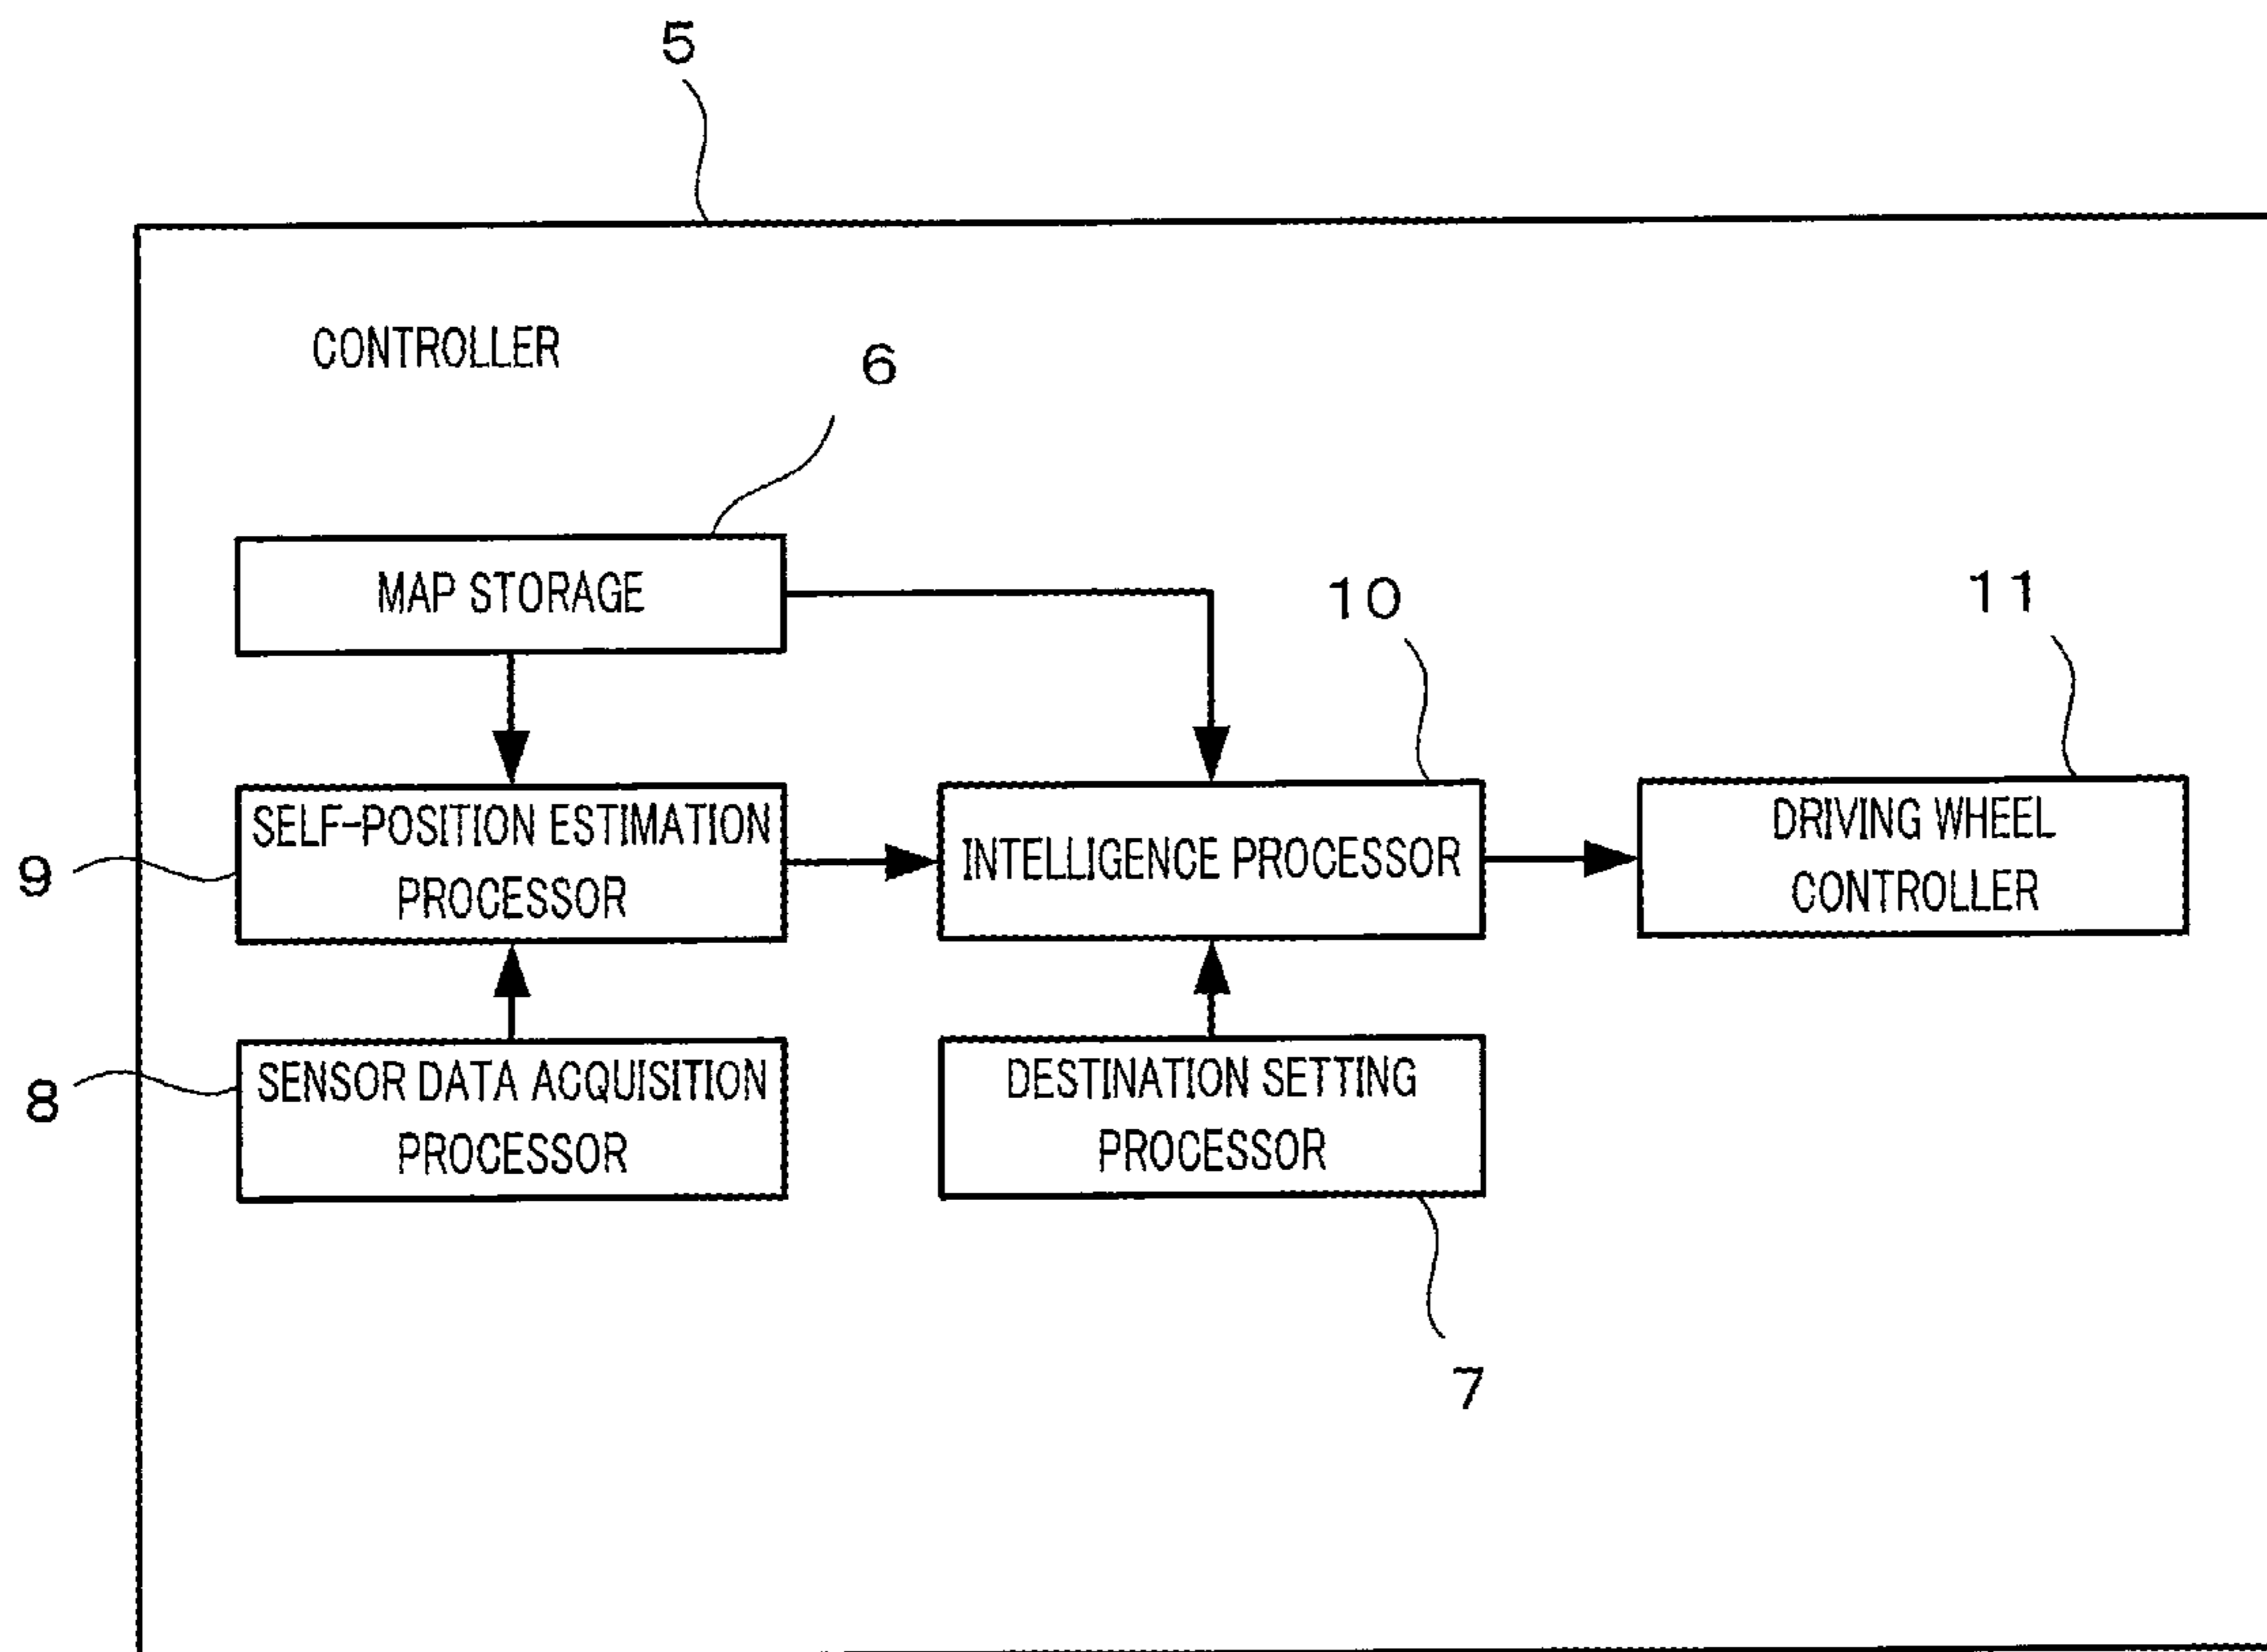 5
CONTROLLER
6
MAP STORAGE
10
11
SELF-POSITION ESTIMATION
PROCESSOR
9
INTELLIGENCE PROCESSOR
DRIVING WHEEL
CONTROLLER
SENSOR DATA ACQUISITION
PROCESSOR
8
DESTINATION SETTING
PROCESSOR
7